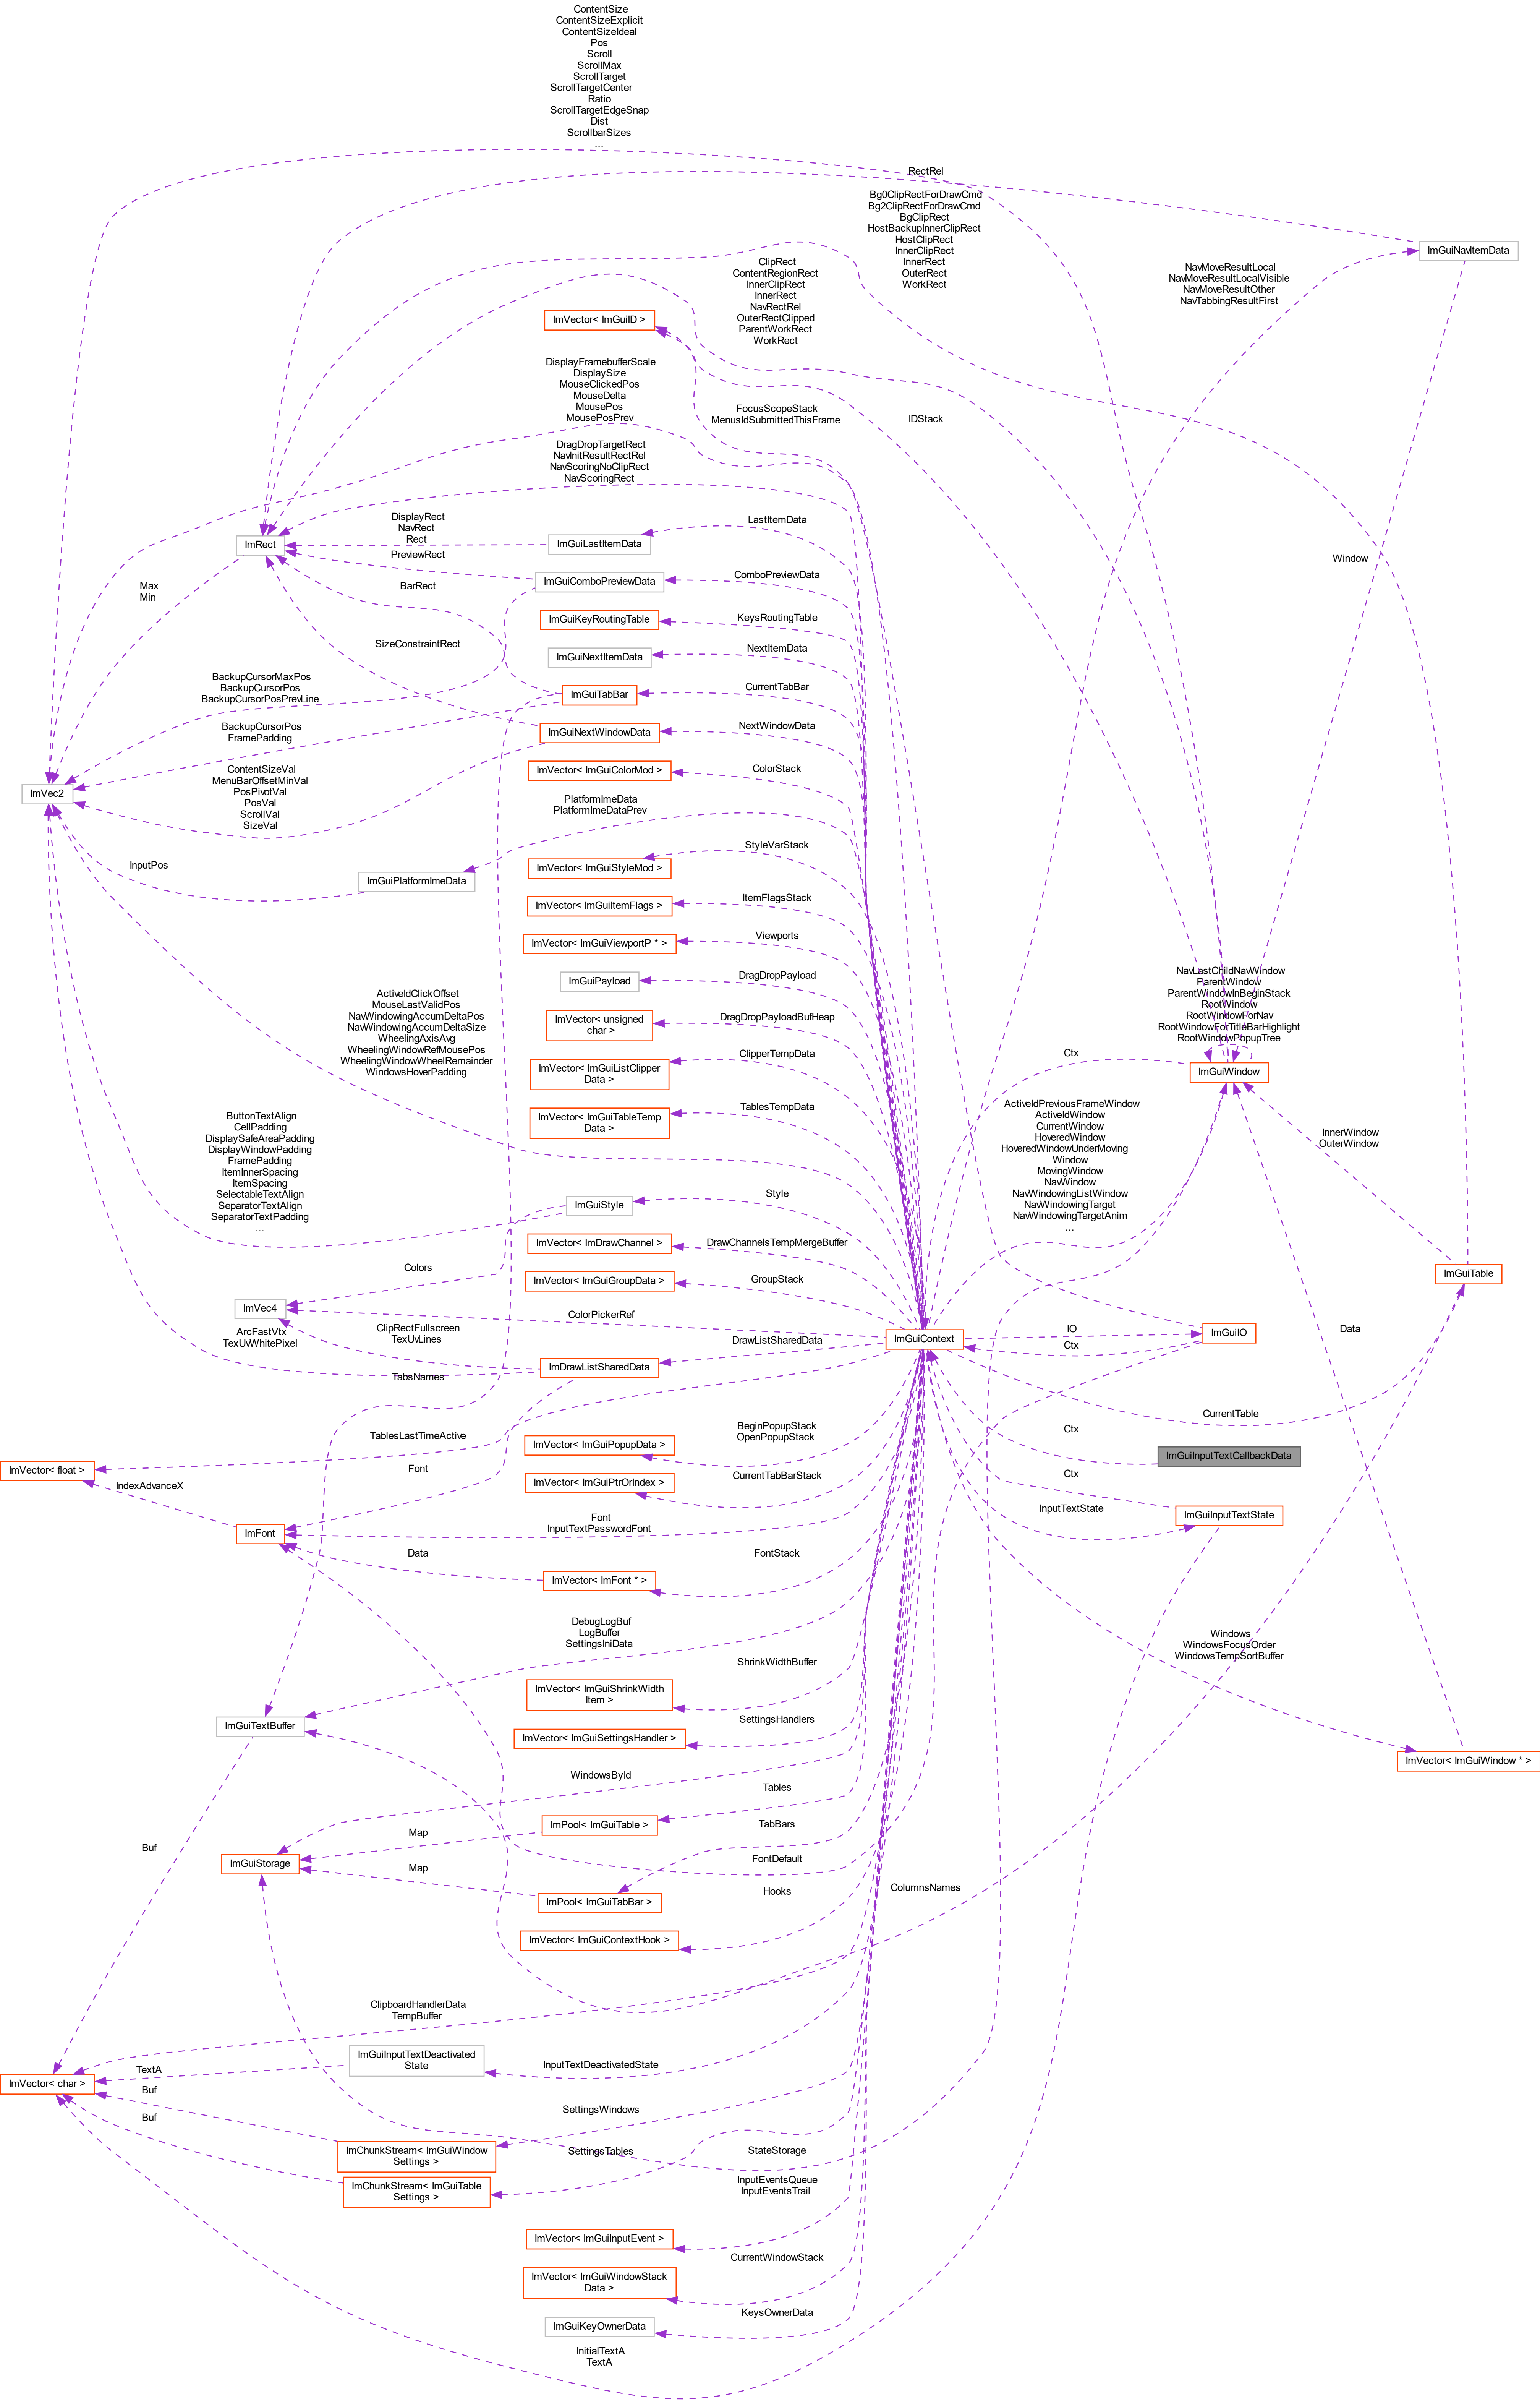 ContentSize
ContentSizeExplicit
ContentSizeIdeal
Pos
Scroll
ScrollMax
ScrollTarget
ScrollTargetCenter
Ratio
ScrollTargetEdgeSnap
Dist
ScrollbarSizes
...
RectRel
Bg0ClipRectForDrawCmd
Bg2ClipRectForDrawCmd
BgClipRect
HostBackupInnerClipRect
HostClipRect
InnerClipRect
InnerRect
OuterRect
WorkRect
ImGuiNavItemData
NavMoveResultLocal
NavMoveResultLocalVisible
NavMoveResultOther
NavTabbingResultFirst
ClipRect
ContentRegionRect
InnerClipRect
InnerRect
NavRectRel
OuterRectClipped
ParentWorkRect
WorkRect
ImVector< ImGuiID >
DisplayFramebufferScale
DisplaySize
MouseClickedPos
MouseDelta
MousePos
MousePosPrev
FocusScopeStack
MenusIdSubmittedThisFrame
IDStack
DragDropTargetRect
NavInitResultRectRel
NavScoringNoClipRect
NavScoringRect
DisplayRect
NavRect
Rect
LastItemData
ImRect
ImGuiLastItemData
Window
PreviewRect
ImGuiComboPreviewData
ComboPreviewData
Max
Min
BarRect
ImGuiKeyRoutingTable
KeysRoutingTable
SizeConstraintRect
ImGuiNextItemData
NextItemData
BackupCursorMaxPos
BackupCursorPos
BackupCursorPosPrevLine
ImGuiTabBar
CurrentTabBar
BackupCursorPos
FramePadding
ImGuiNextWindowData
NextWindowData
ContentSizeVal
MenuBarOffsetMinVal
PosPivotVal
PosVal
ScrollVal
SizeVal
ImVector< ImGuiColorMod >
ColorStack
ImVec2
PlatformImeData
PlatformImeDataPrev
InputPos
ImGuiPlatformImeData
ImVector< ImGuiStyleMod >
StyleVarStack
ImVector< ImGuiItemFlags >
ItemFlagsStack
ImVector< ImGuiViewportP * >
Viewports
ImGuiPayload
DragDropPayload
NavLastChildNavWindow
ParentWindow
ParentWindowInBeginStack
RootWindow
RootWindowForNav
RootWindowForTitleBarHighlight
RootWindowPopupTree
ActiveIdClickOffset
MouseLastValidPos
NavWindowingAccumDeltaPos
NavWindowingAccumDeltaSize
WheelingAxisAvg
WheelingWindowRefMousePos
WheelingWindowWheelRemainder
WindowsHoverPadding
ImVector< unsigned
char >
DragDropPayloadBufHeap
ImVector< ImGuiListClipper
Data >
ClipperTempData
Ctx
ImGuiWindow
ImVector< ImGuiTableTemp
Data >
TablesTempData
ActiveIdPreviousFrameWindow
ActiveIdWindow
CurrentWindow
HoveredWindow
HoveredWindowUnderMoving
Window
MovingWindow
NavWindow
NavWindowingListWindow
NavWindowingTarget
NavWindowingTargetAnim
...
InnerWindow
OuterWindow
ButtonTextAlign
CellPadding
DisplaySafeAreaPadding
DisplayWindowPadding
FramePadding
ItemInnerSpacing
ItemSpacing
SelectableTextAlign
SeparatorTextAlign
SeparatorTextPadding
...
ImGuiStyle
Style
ImVector< ImDrawChannel >
DrawChannelsTempMergeBuffer
Colors
ImVector< ImGuiGroupData >
GroupStack
ImGuiTable
ImVec4
ColorPickerRef
ArcFastVtx
TexUvWhitePixel
ClipRectFullscreen
TexUvLines
DrawListSharedData
ImGuiContext
IO
ImGuiIO
Data
Ctx
ImDrawListSharedData
TabsNames
CurrentTable
BeginPopupStack
OpenPopupStack
TablesLastTimeActive
ImVector< ImGuiPopupData >
Ctx
ImGuiInputTextCallbackData
ImVector< float >
Font
CurrentTabBarStack
Ctx
IndexAdvanceX
ImVector< ImGuiPtrOrIndex >
InputTextState
ImGuiInputTextState
ImFont
Font
InputTextPasswordFont
Data
FontStack
ImVector< ImFont * >
DebugLogBuf
LogBuffer
SettingsIniData
Windows
WindowsFocusOrder
WindowsTempSortBuffer
ShrinkWidthBuffer
ImVector< ImGuiShrinkWidth
Item >
ImGuiTextBuffer
SettingsHandlers
ImVector< ImGuiSettingsHandler >
ImVector< ImGuiWindow * >
WindowsById
Tables
ImPool< ImGuiTable >
Map
TabBars
Buf
ImGuiStorage
Map
FontDefault
ImPool< ImGuiTabBar >
Hooks
ColumnsNames
ImVector< ImGuiContextHook >
ClipboardHandlerData
TempBuffer
ImGuiInputTextDeactivated
State
InputTextDeactivatedState
TextA
ImVector< char >
Buf
Buf
SettingsWindows
ImChunkStream< ImGuiWindow
Settings >
SettingsTables
StateStorage
ImChunkStream< ImGuiTable
Settings >
InputEventsQueue
InputEventsTrail
ImVector< ImGuiInputEvent >
CurrentWindowStack
ImVector< ImGuiWindowStack
Data >
KeysOwnerData
ImGuiKeyOwnerData
InitialTextA
TextA